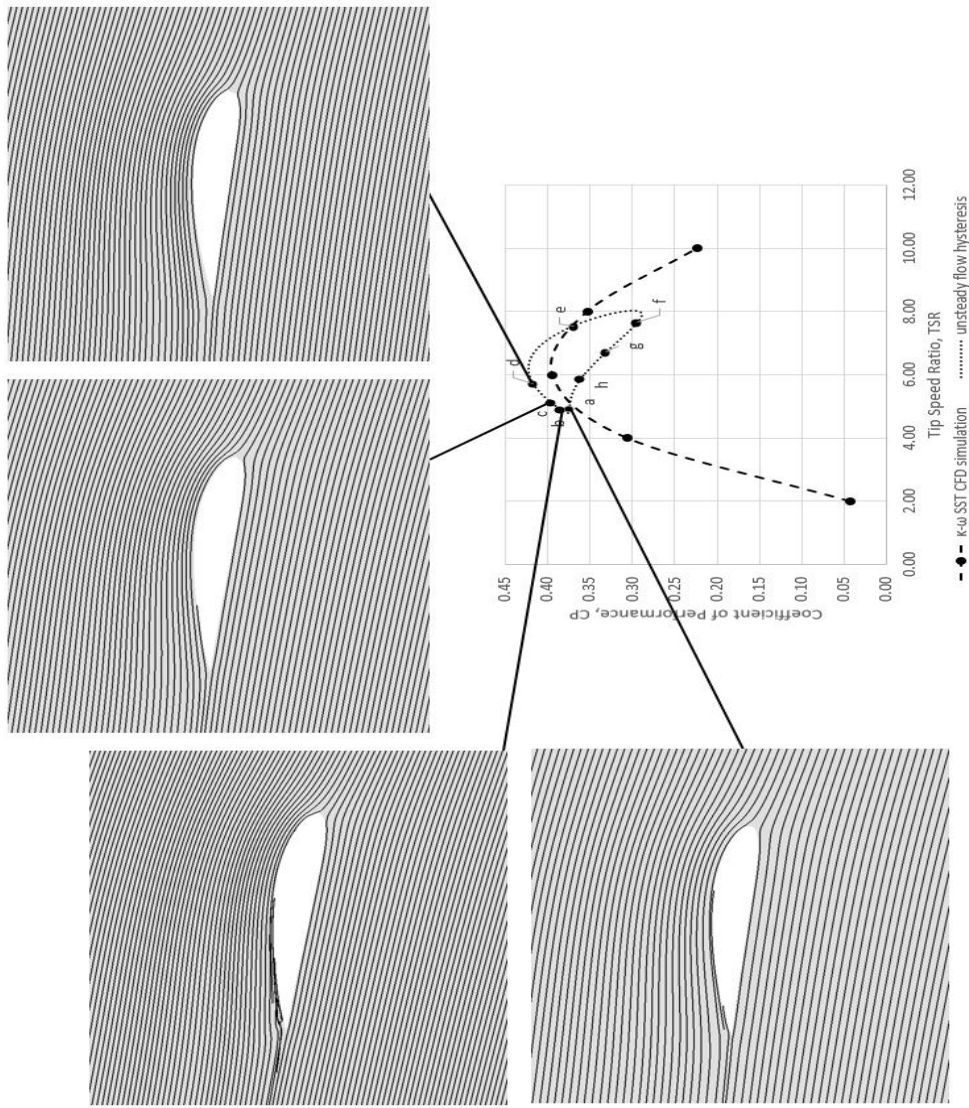 Coefficient of Performance, CP
0.45
0.40
0.35
0.30
0.25
0.20
0.15
0.10
0.05
0.00
d
e
c
b
a
h
g
f
0.00 2.00 4.00 6.00 8.00 10.00 12.00
Tip Speed Ratio, TSR
κ-ω SST CFD simulation
unsteady flow hysteresis